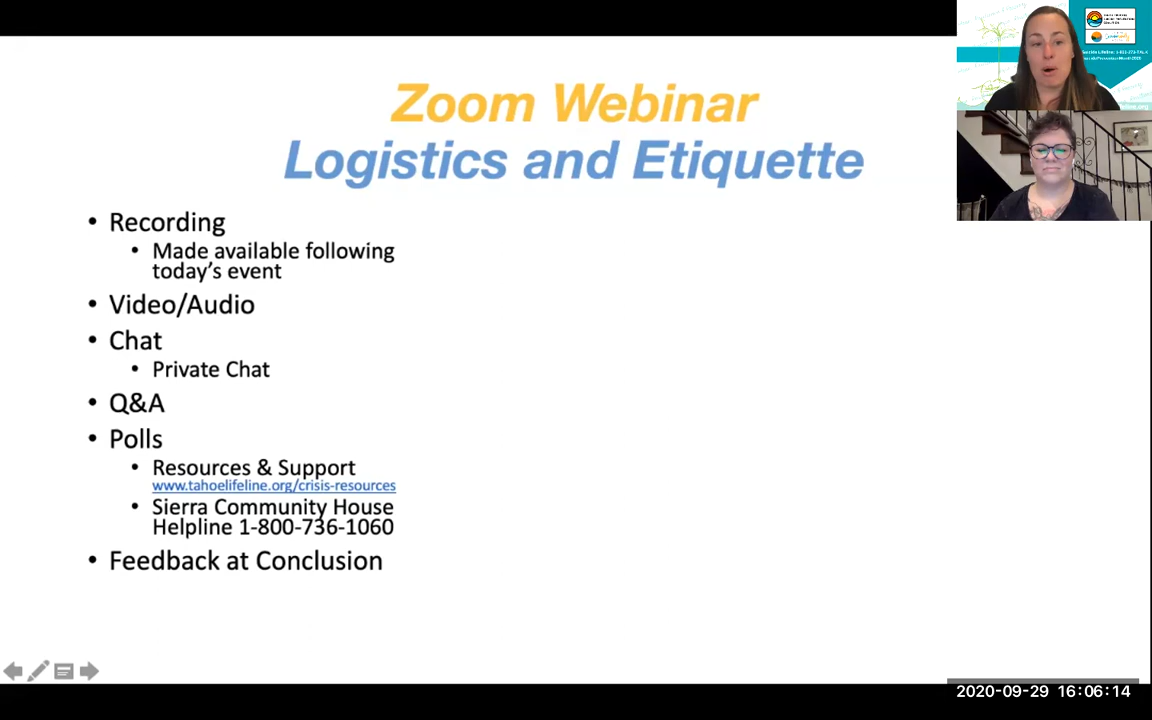 Zoom Webinar
Logistics and Etiquette
• Recording
• Made available following
today's event
• Video/Audio
• Chat
• Private Chat
• Q&A
• Polls
• Resources & Support
www.tahoelifeline.org/crisis-resources
• Sierra Community House
Helpline 1-800-736-1060
• Feedback at Conclusion
2020-09-29 16:06:14